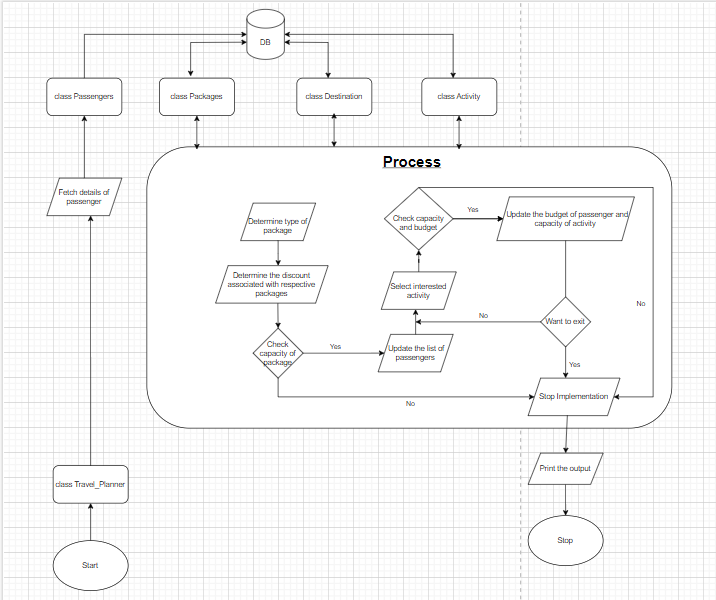 DB
class Passengers
class Packages
class Destination
class Activity
Process
Fetch details of
passenger
Determine type of
package
Check capacity
and budget
Yes
Update the budget of passenger and
capacity of activity
Determine the discount
associated with respective
packages
Select interested
activity
No
No
Want to exit
Check
capacity of
package
Yes
Update the list of
passengers
Yes
No
Stop Implementation
class Travel_Planner
Print the output
Start
Stop